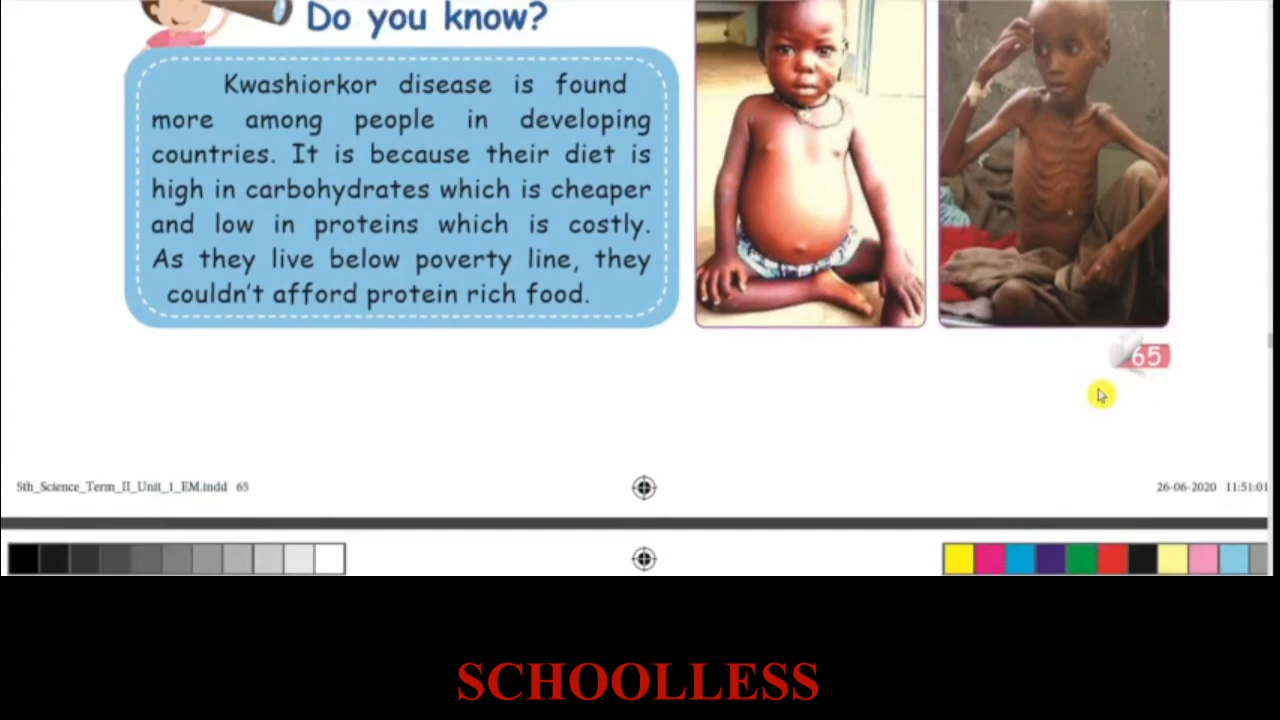 Do you know?
Kwashiorkor disease is found
more among people in developing
countries. It is because their diet is
high in carbohydrates which is cheaper
and low in proteins which is costly.
As they live below poverty line, they
couldn't afford protein rich food.
65
5th_Science_Term_II_Unit_1_EM.indd 65
26-06-2020 11:51:01
SCHOOLLESS